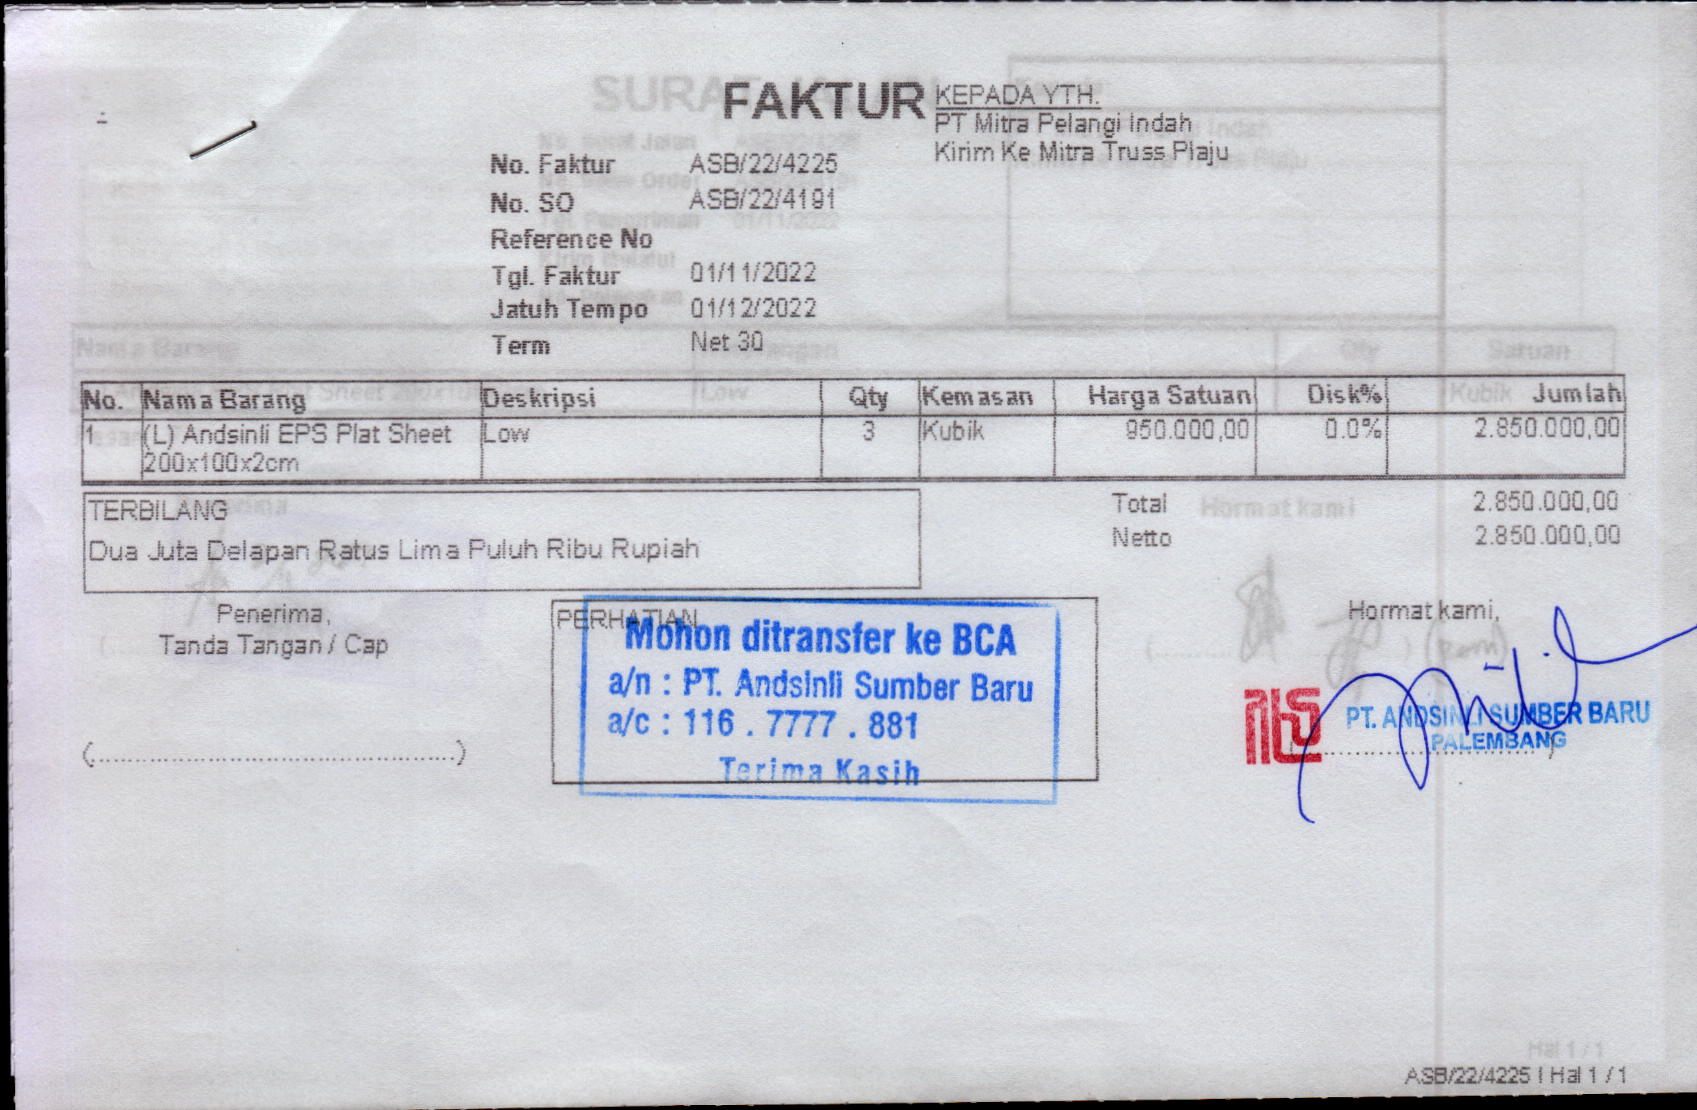 FAKTUR
KEPADA YTH.
PT Mitra Pelangi Indah
Kirim Ke Mitra Truss Plaju
No. Faktur ASB/22/4225
No. SO ASB/22/4191
Reference No
Tgl. Faktur 01/11/2022
Jatuh Tempo 01/12/2022
Term Net 30
No. Nama Barang Deskripsi Qty Kemasan Harga Satuan Disk% Jumlah
1 (L) Andsinli EPS Plat Sheet Low 3 Kubik 950.000,00 0.0% 2.850.000,00
200x100x2cm
TERBILANG
Dua Juta Delapan Ratus Lima Puluh Ribu Rupiah
Total 2.850.000,00
Netto 2.850.000,00
Penerima,
Tanda Tangan / Cap
(....................................................)
PERHATIAN
Mohon ditransfer ke BCA
a/n : PT. Andsinli Sumber Baru
a/c : 116 . 7777 . 881
Terima Kasih
Hormat kami,
PT. ANDSINLI SUMBER BARU
PALEMBANG
ASB/22/4225 | Hal 1 / 1